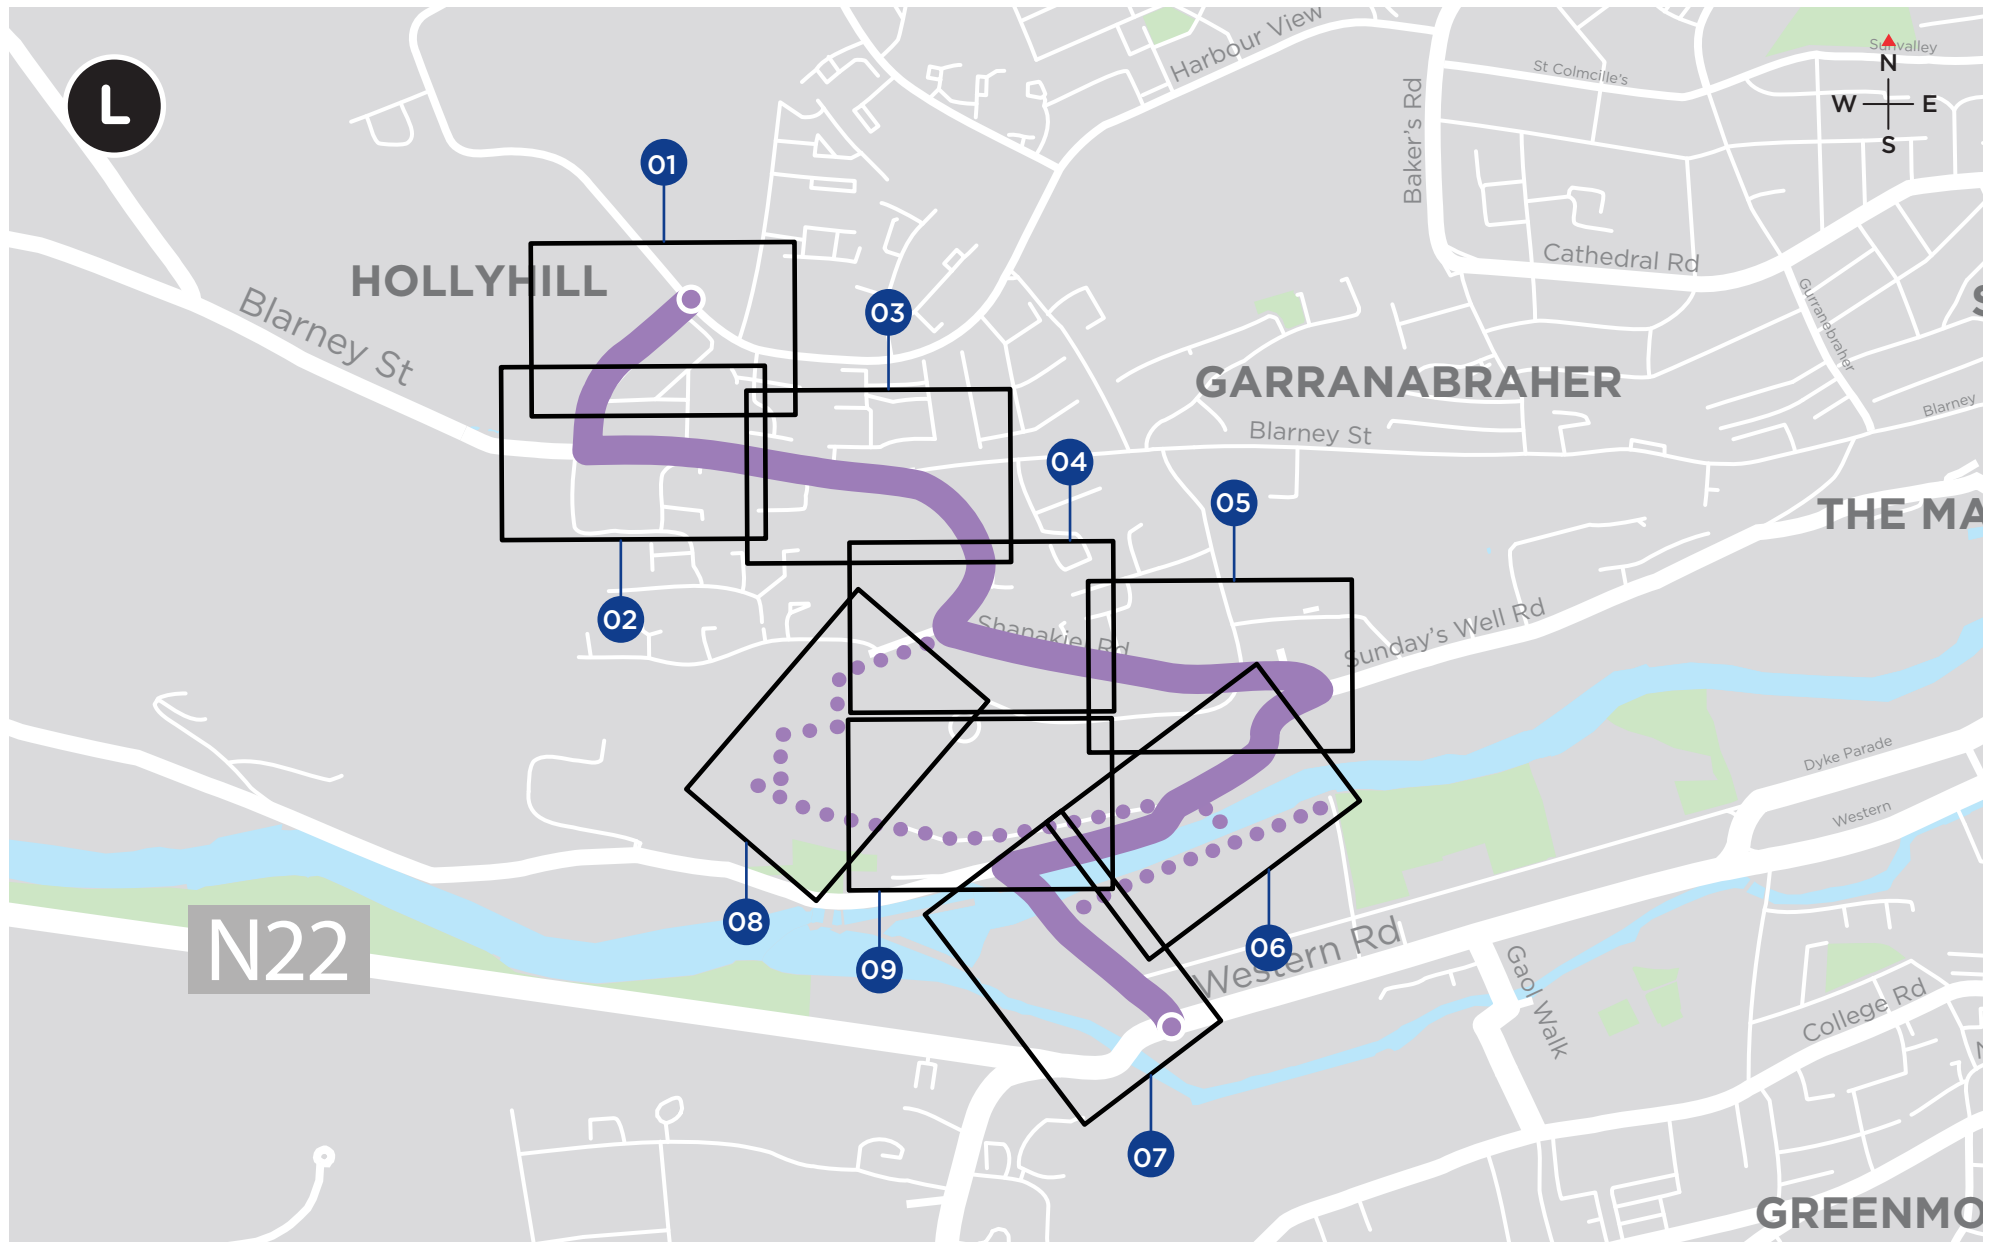 Harbour View
Sunvalley
N
St Colmcille's
L
W
E
Baker's Rd
S
01
Cathedral Rd
HOLLYHILL
Gurranebraher
Blarney St
03
GARRANABRAHER
Blarney
Blarney St
04
05
THE MA
02
Shanakiel Rd
Sunday's Well Rd
Dyke Parade
Western
08
Western Rd
06
N22
09
Gaol Walk
College Rd
07
GREENMO